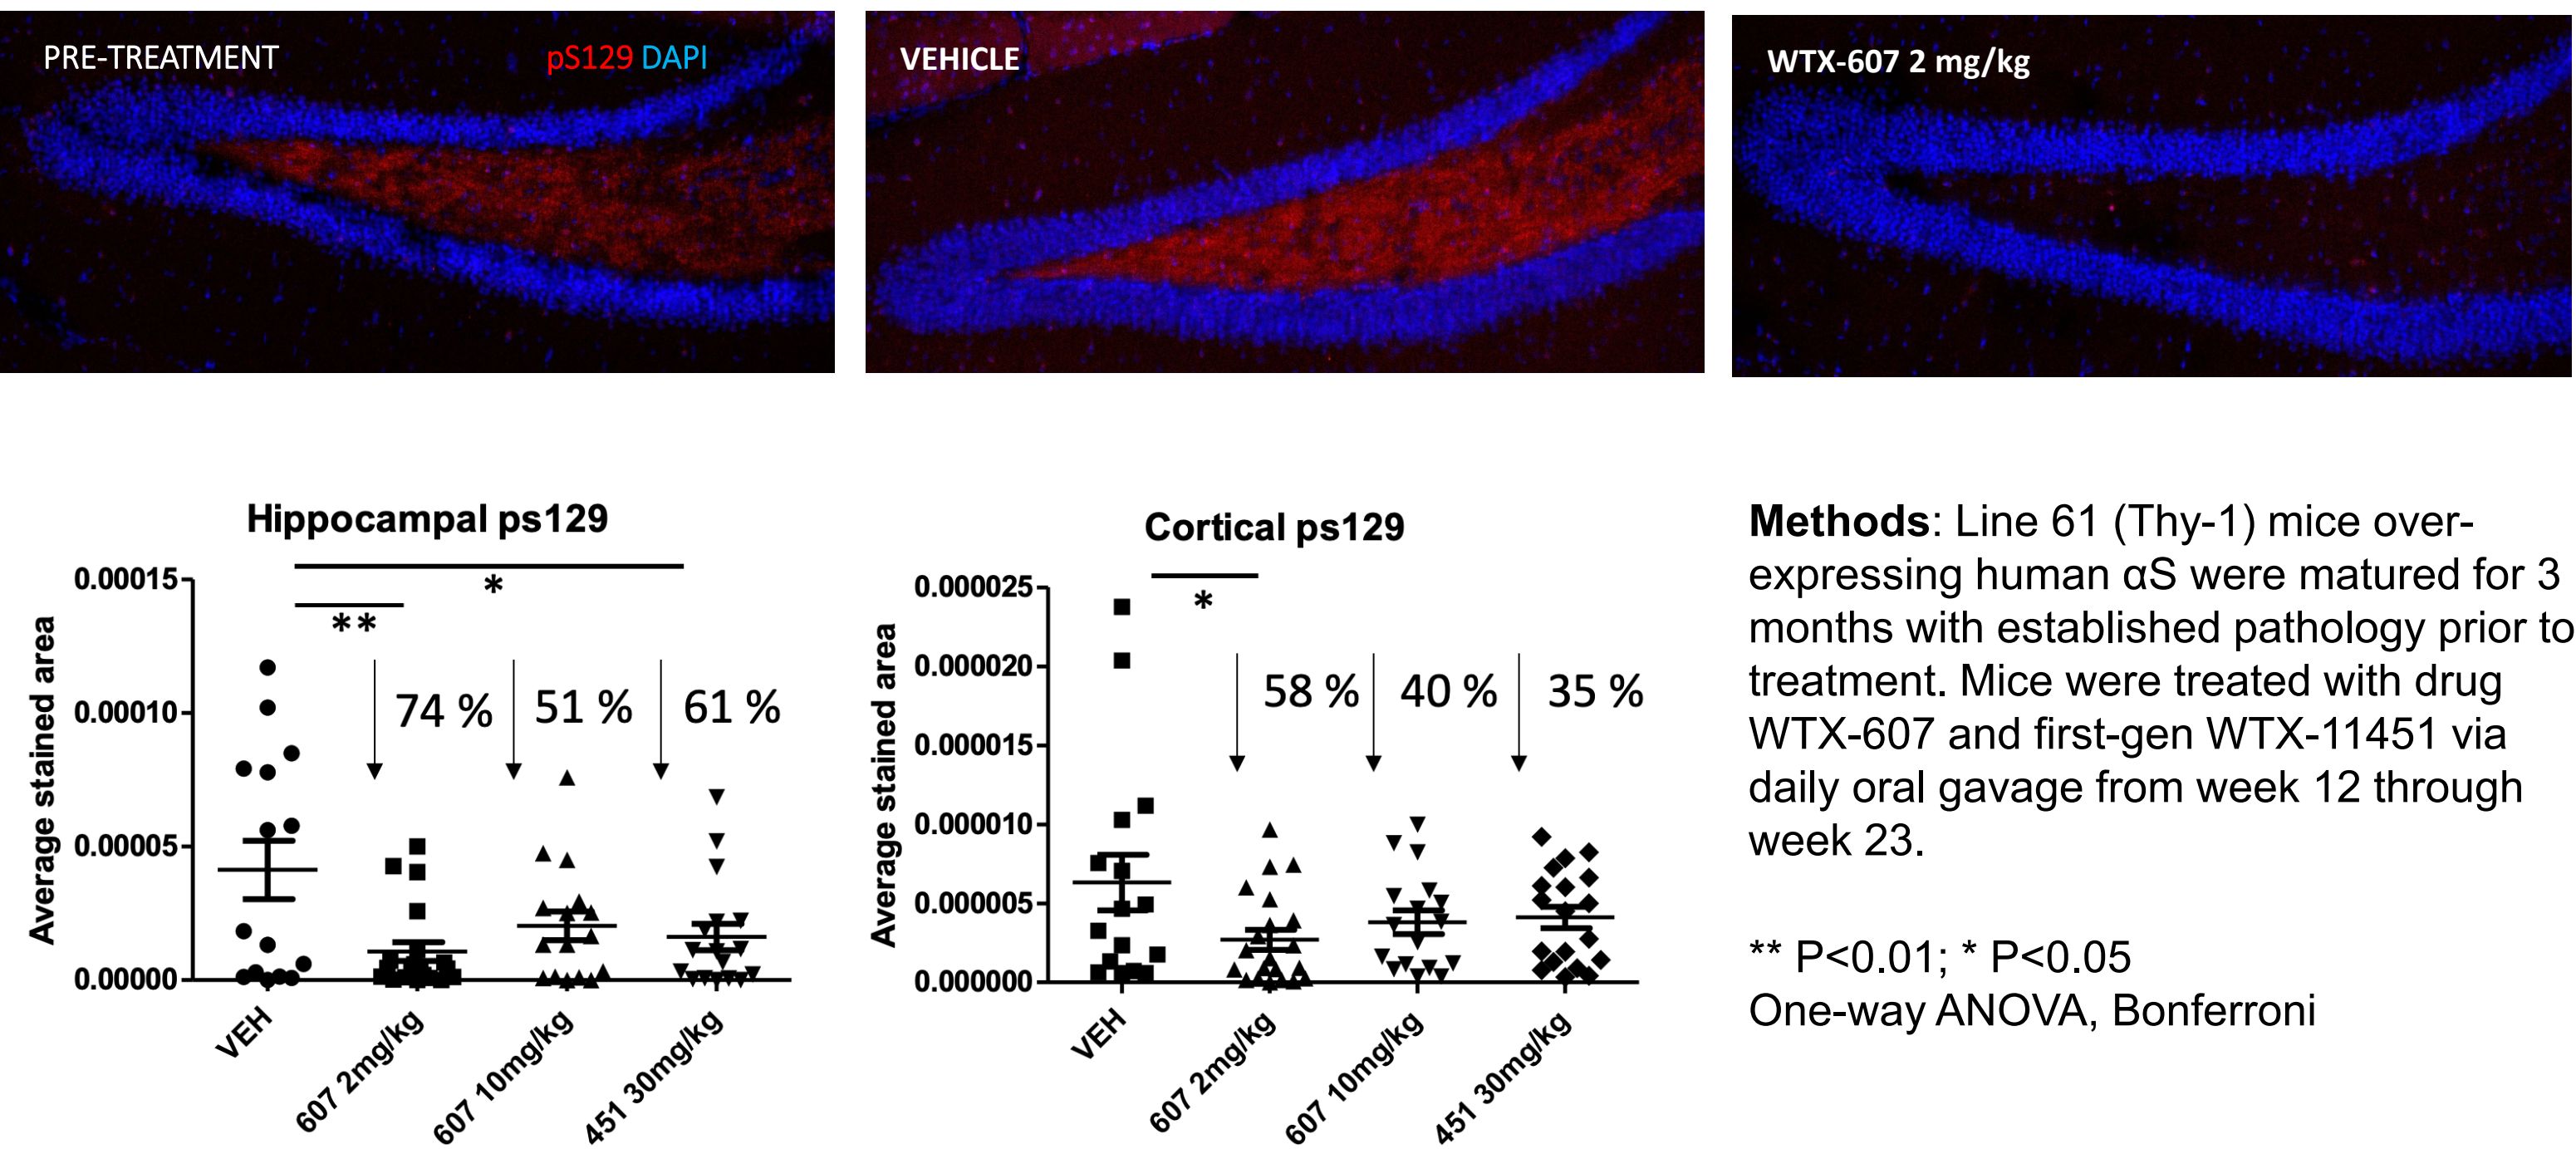 PRE-TREATMENT
pS129 DAPI
VEHICLE
WTX-607 2 mg/kg
Hippocampal ps129
Average stained area
0.00015
0.00010
0.00005
0.00000
*
**
74 %
51 %
61 %
VEH
607 2mg/kg
607 10mg/kg
451 30mg/kg
Cortical ps129
Average stained area
0.000025
0.000020
0.000015
0.000010
0.000005
0.000000
*
58 %
40 %
35 %
VEH
607 2mg/kg
607 10mg/kg
451 30mg/kg
Methods: Line 61 (Thy-1) mice over-
expressing human αS were matured for 3
months with established pathology prior to
treatment. Mice were treated with drug
WTX-607 and first-gen WTX-11451 via
daily oral gavage from week 12 through
week 23.
** P<0.01; * P<0.05
One-way ANOVA, Bonferroni